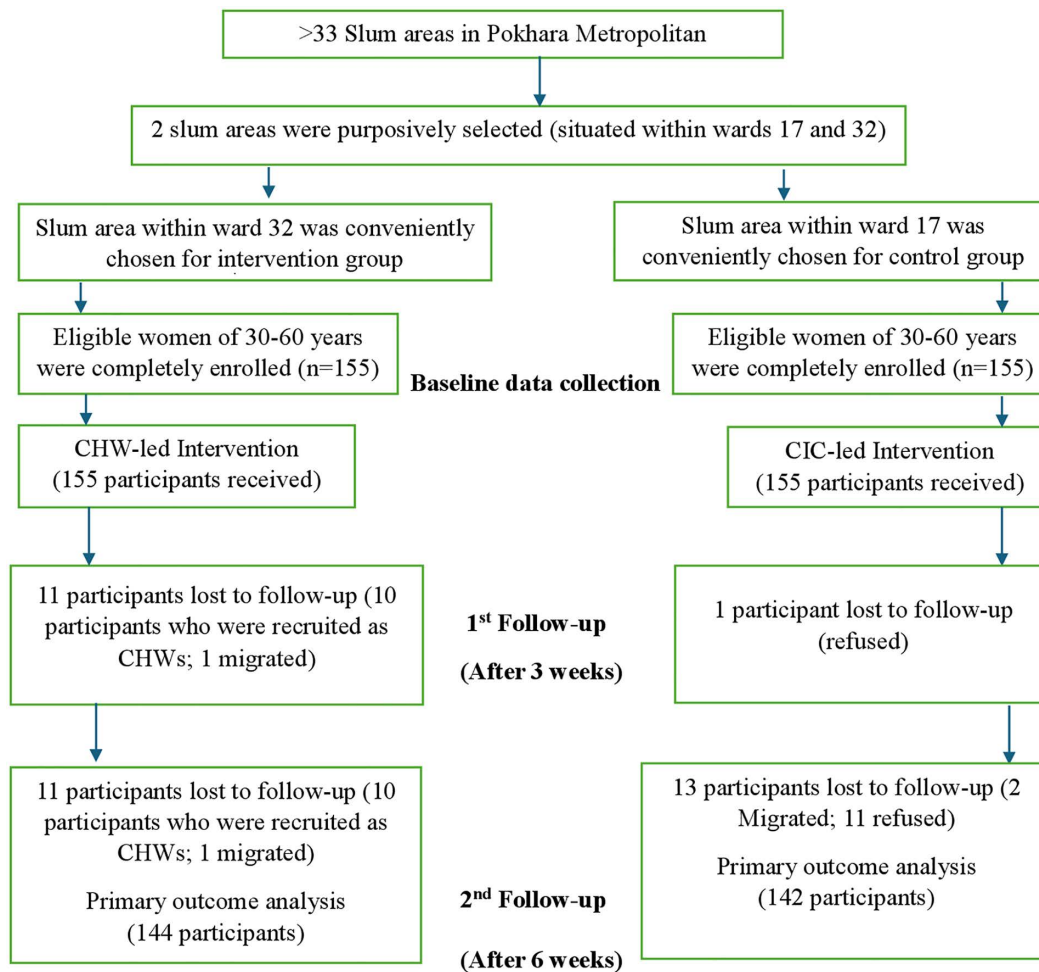 >33 Slum areas in Pokhara Metropolitan
2 slum areas were purposively selected (situated within wards 17 and 32)
Slum area within ward 32 was conveniently
chosen for intervention group
Slum area within ward 17 was
conveniently chosen for control group
Eligible women of 30-60 years
were completely enrolled (n=155)
Baseline data collection
Eligible women of 30-60 years
were completely enrolled (n=155)
CHW-led Intervention
(155 participants received)
CIC-led Intervention
(155 participants received)
11 participants lost to follow-up (10
participants who were recruited as
CHWs; 1 migrated)
1st Follow-up
(After 3 weeks)
1 participant lost to follow-up
(refused)
11 participants lost to follow-up (10
participants who were recruited as
CHWs; 1 migrated)
Primary outcome analysis
(144 participants)
2nd Follow-up
(After 6 weeks)
13 participants lost to follow-up (2
Migrated; 11 refused)
Primary outcome analysis
(142 participants)